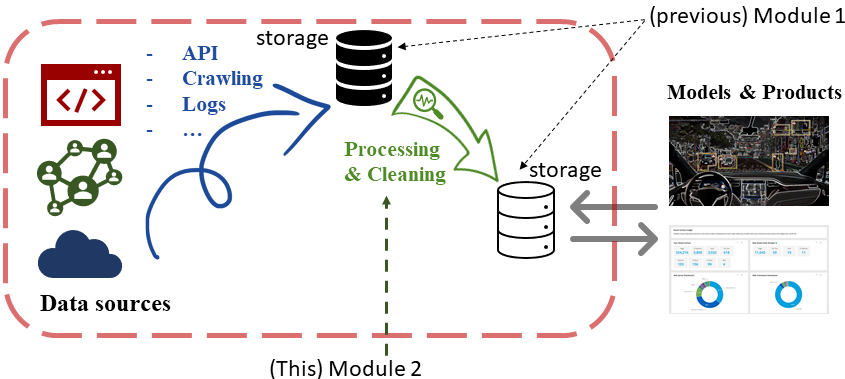 (previous) Module 1
storage
- API
- Crawling
- Logs
- ...
</>
Models & Products
Processing
& Cleaning
storage
Data sources
(This) Module 2